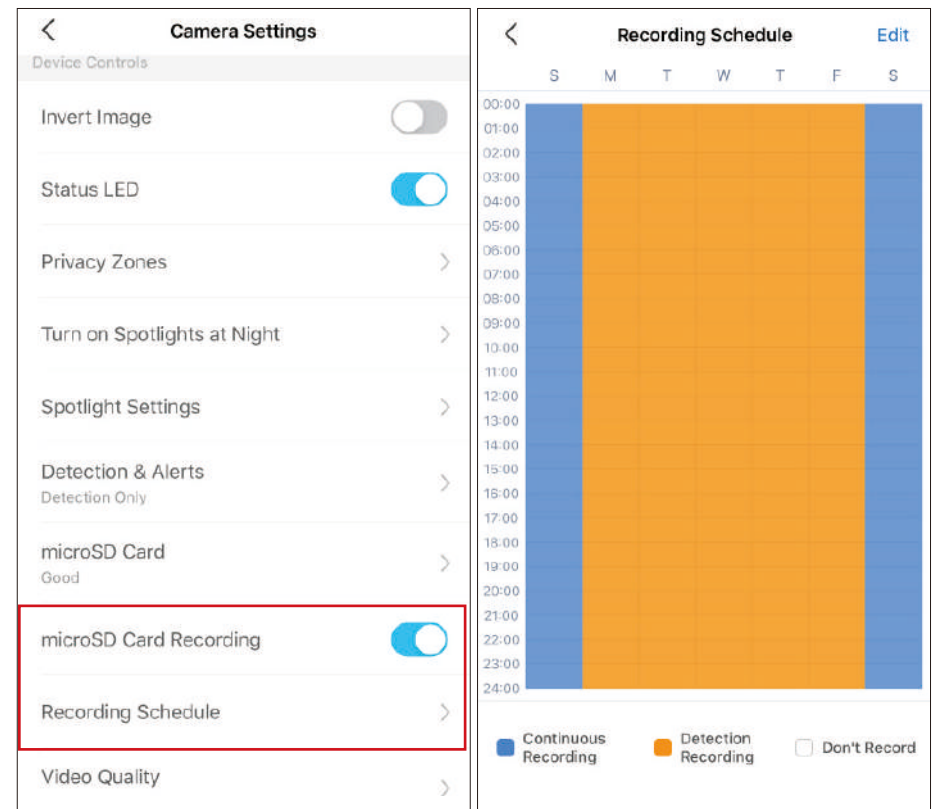 Camera Settings
Device Controls
Invert Image
Status LED
Privacy Zones
Turn on Spotlights at Night
Spotlight Settings
Detection & Alerts
Detection Only
microSD Card
Good
microSD Card Recording
Recording Schedule
Video Quality
Recording Schedule Edit
S M T W T F S
00:00
01:00
02:00
03:00
04:00
05:00
06:00
07:00
08:00
09:00
10:00
11:00
12:00
13:00
14:00
15:00
16:00
17:00
18:00
19:00
20:00
21:00
22:00
23:00
24:00
Continuous
Recording
Detection
Recording
Don't Record